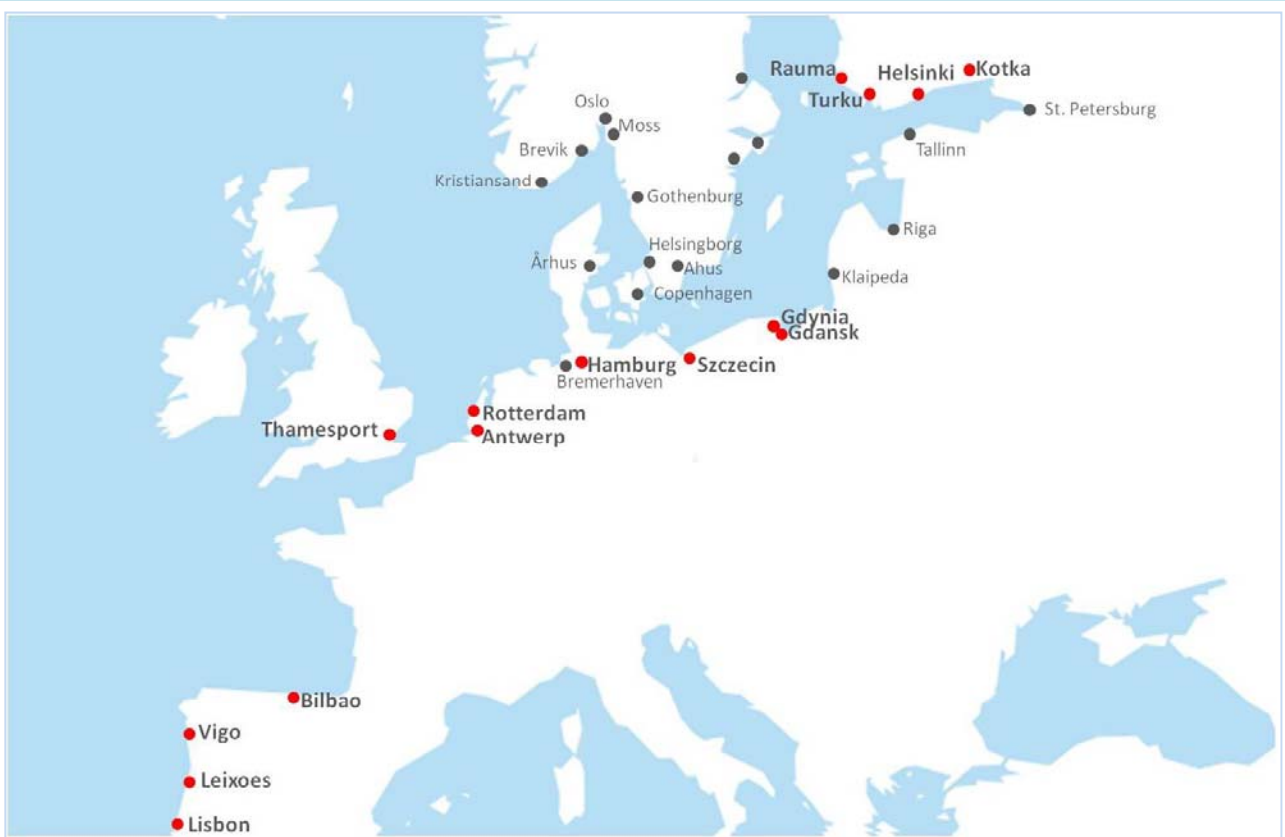 Rauma
Helsinki
Kotka
Turku
St. Petersburg
Oslo
Moss
Brevik
Tallinn
Kristiansand
Gothenburg
Riga
Helsingborg
Århus
Ahus
Klaipeda
Copenhagen
Gdynia
Gdansk
Hamburg
Szczecin
Bremerhaven
Rotterdam
Thamesport
Antwerp
Bilbao
Vigo
Leixoes
Lisbon